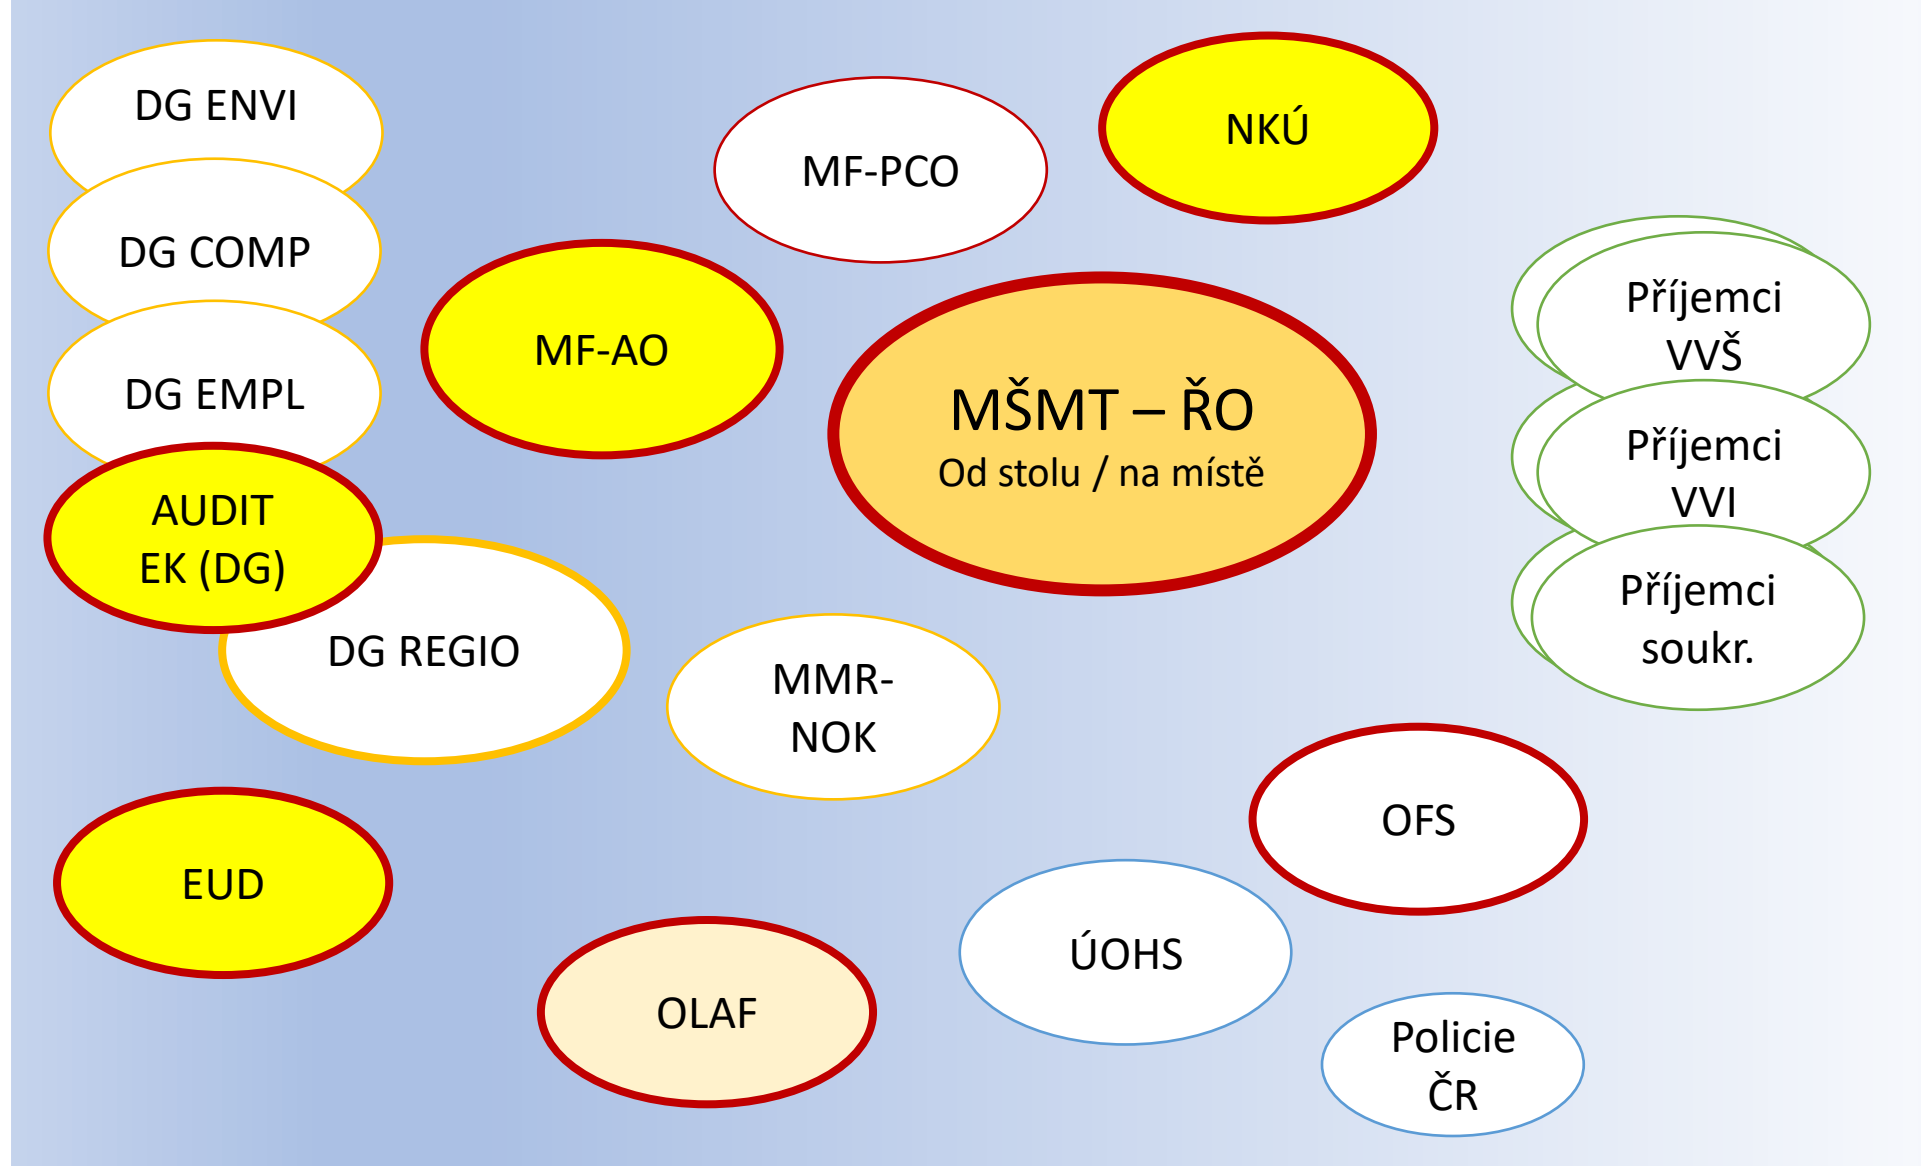 DG ENVI
DG COMP
DG EMPL
AUDIT
EK (DG)
DG REGIO
EUD
MF-AO
MF-PCO
NKÚ
MŠMT – ŘO
Od stolu / na místě
MMR-
NOK
OLAF
ÚOHS
OFS
Policie
ČR
Příjemci
VVŠ
Příjemci
VVI
Příjemci
soukr.